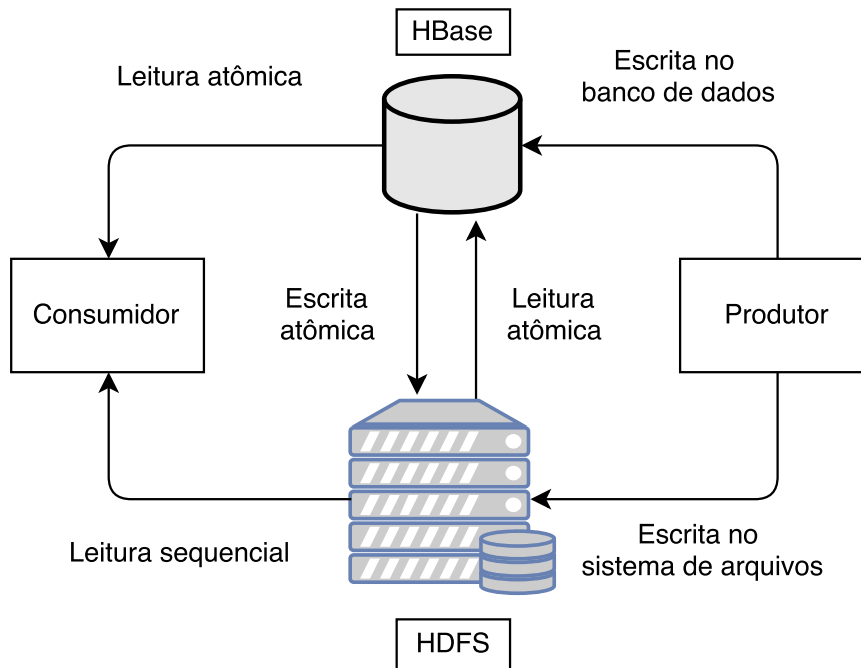 HBase
Leitura atômica
Escrita no
banco de dados
Consumidor
Escrita
atômica
Leitura
atômica
Produtor
Leitura sequencial
Escrita no
sistema de arquivos
HDFS